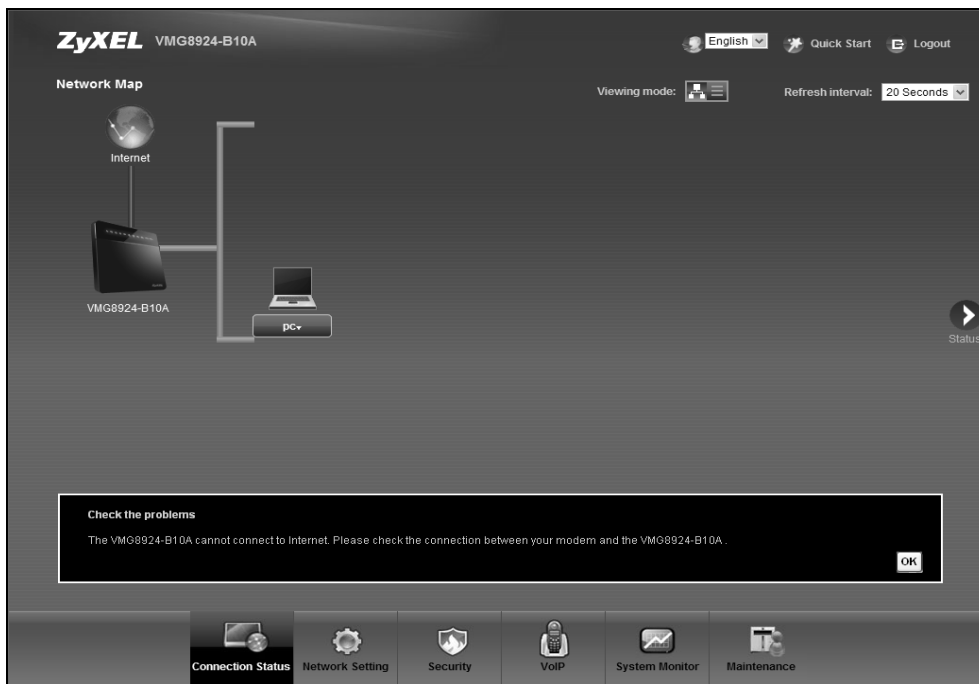 ZyXEL VMG8924-B10A
English Quick Start Logout
Network Map
Viewing mode: Refresh interval: 20 Seconds
Internet
VMG8924-B10A
pc
Status
Check the problems
The VMG8924-B10A cannot connect to Internet. Please check the connection between your modem and the VMG8924-B10A .
OK
Connection Status Network Setting Security VoIP System Monitor Maintenance